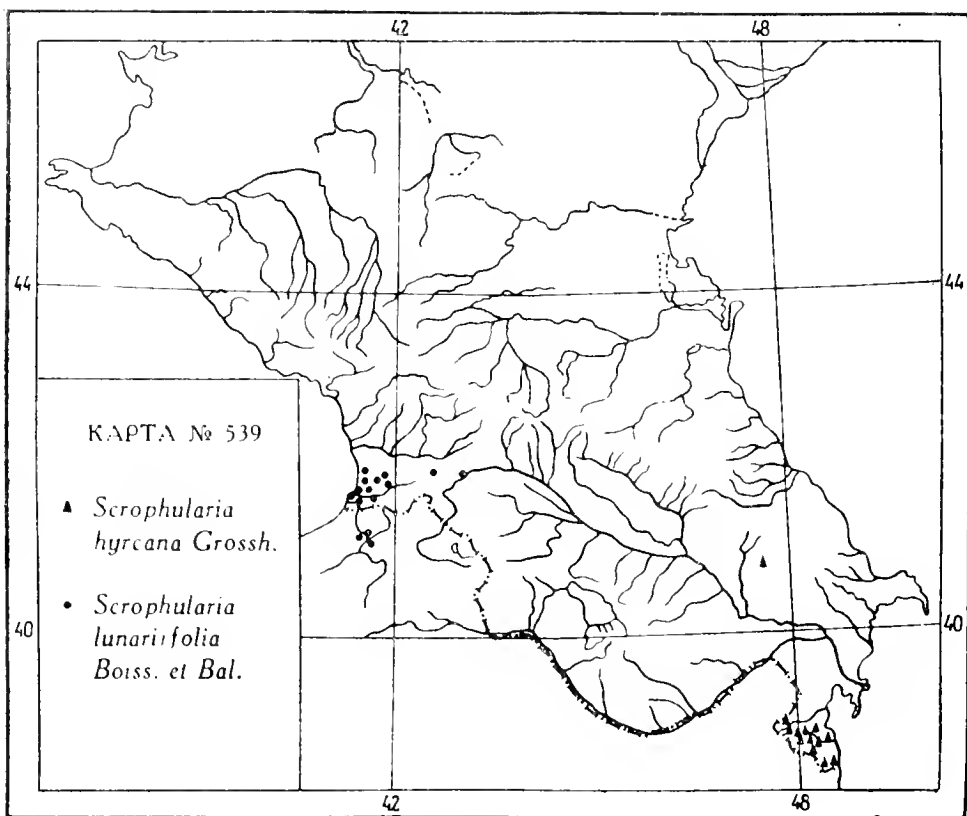 42 48
44 44
КАРТА № 539
Scrophularia
hyrcana Grossh.
Scrophularia
lunariifolia
Boiss. et Bal.
40 40
42 48